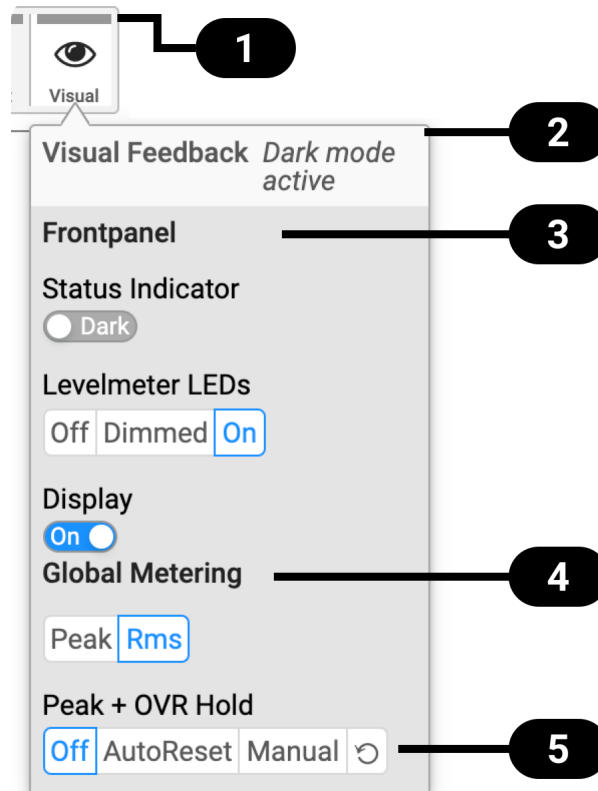 1
Visual
2
Visual Feedback Dark mode
active
Frontpanel
3
Status Indicator
Dark
Levelmeter LEDs
Off Dimmed On
Display
On
Global Metering
4
Peak Rms
Peak + OVR Hold
Off AutoReset Manual
5